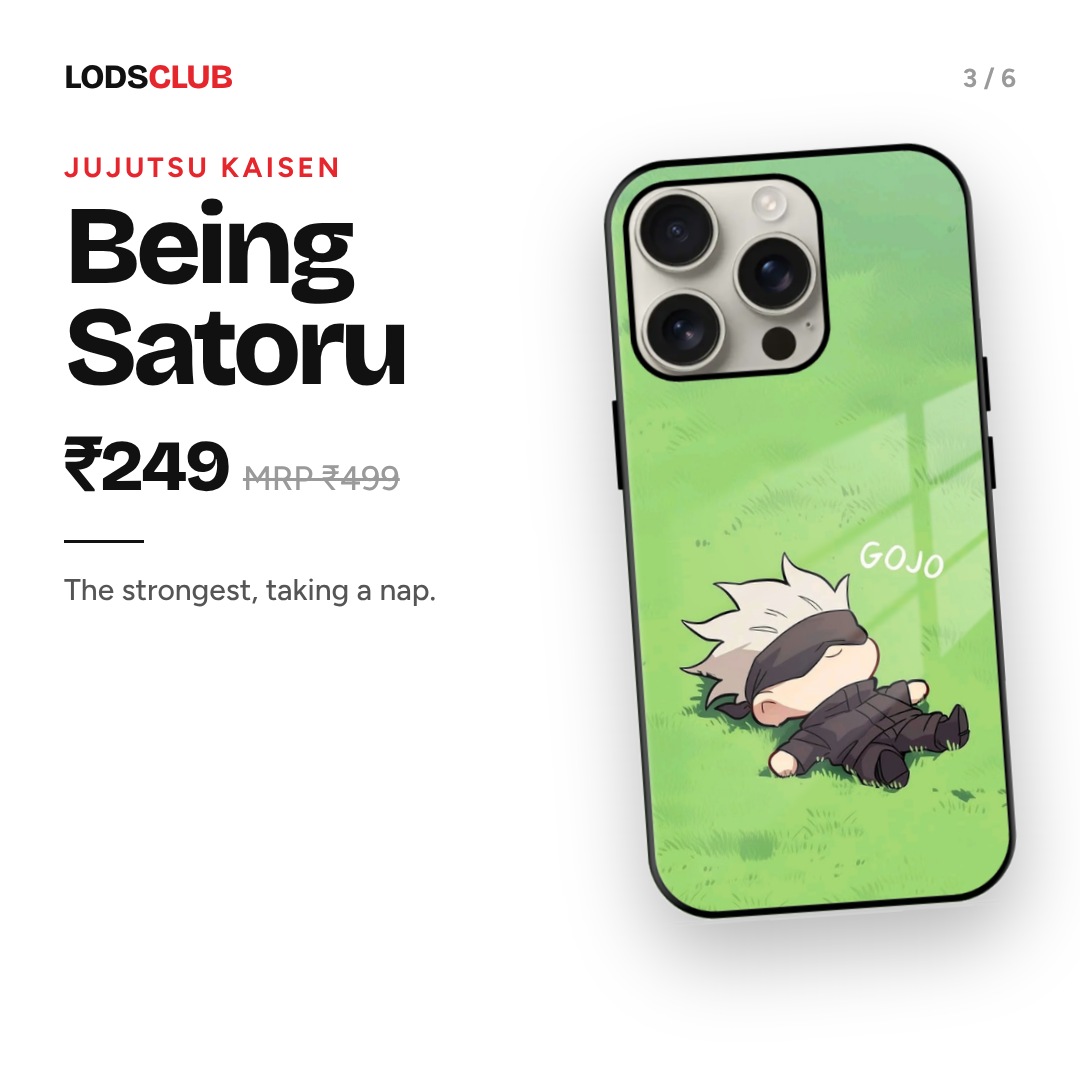 LODSCLUB
3 / 6
JUJUTSU KAISEN
Being
Satoru
₹249 MRP ₹499
The strongest, taking a nap.
GOJO